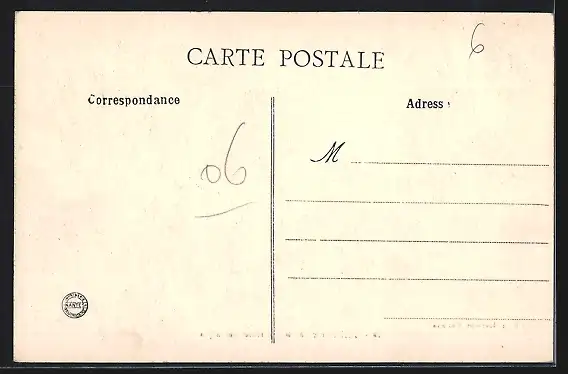 6
CARTE POSTALE
Correspondance
Adress
06
M